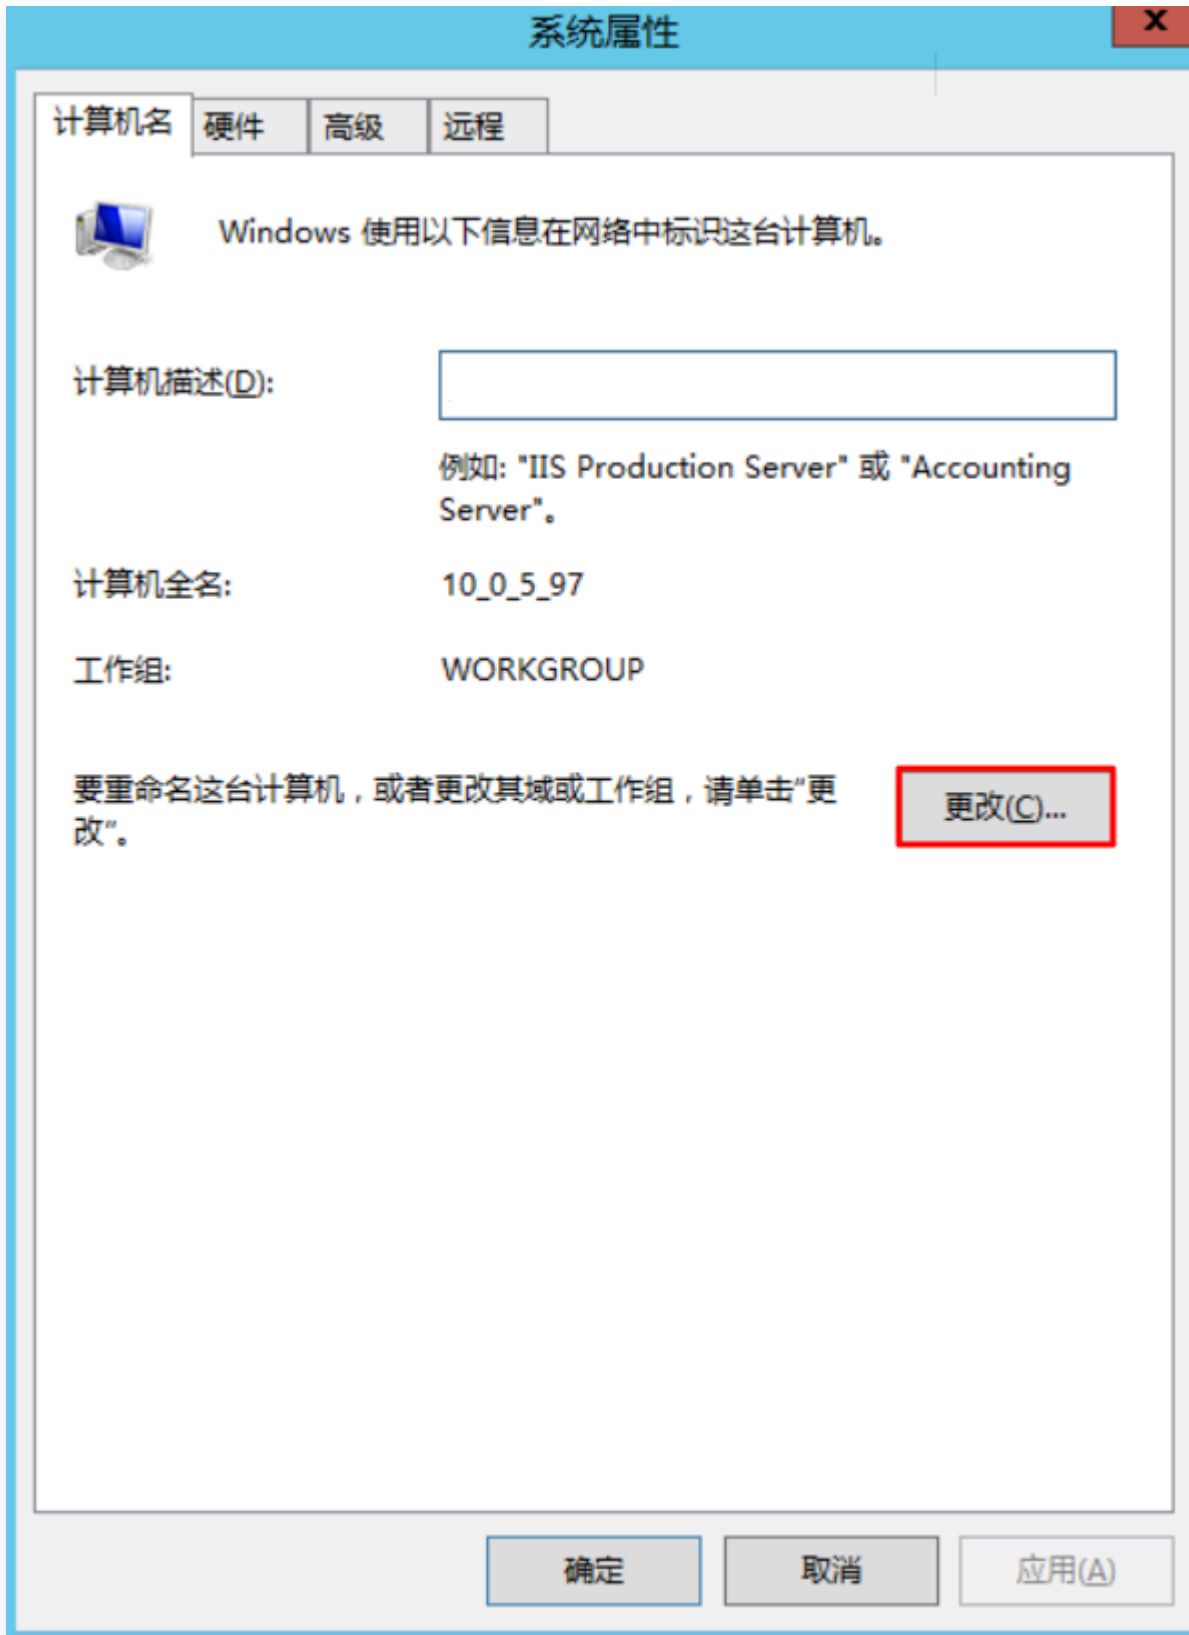 系统属性
x
计算机名 硬件 高级 远程
Windows 使用以下信息在网络中标识这台计算机。
计算机描述(D):
例如: "IIS Production Server" 或 "Accounting
Server"。
计算机全名: 10_0_5_97
工作组: WORKGROUP
要重命名这台计算机，或者更改其域或工作组，请单击"更
改"。
更改(C)...
确定 取消 应用(A)